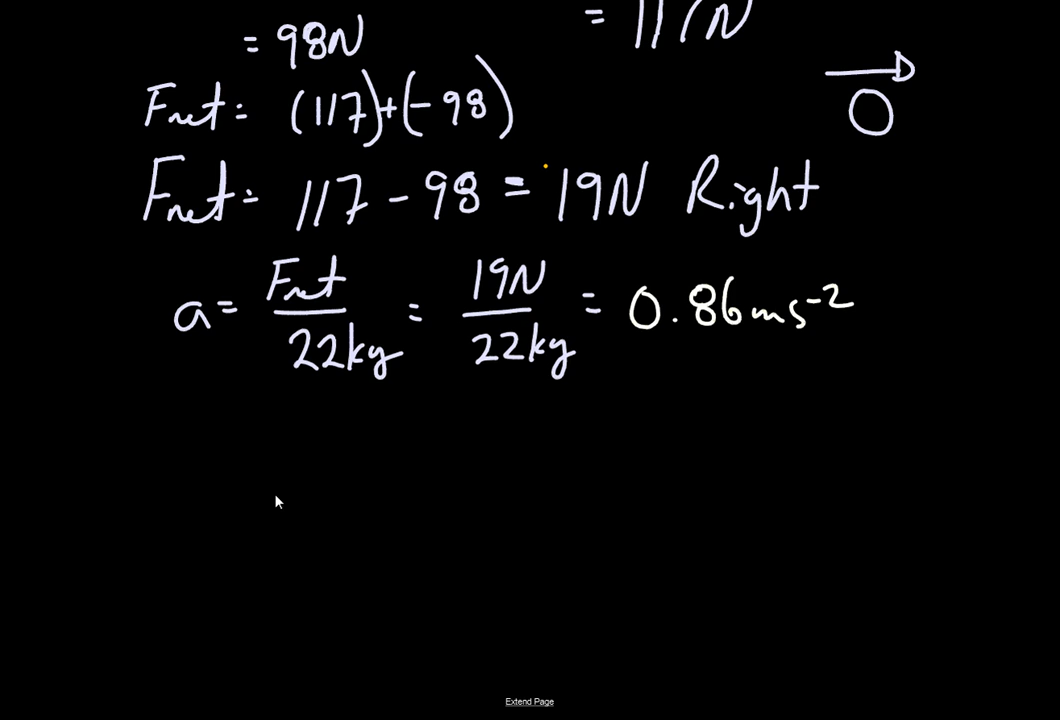 = 98N = 117N
Fnet = (117)+(-98)
Fnet = 117 - 98 = 19N Right
a = Fnet / 22kg = 19N / 22kg = 0.86ms⁻²
Extend Page